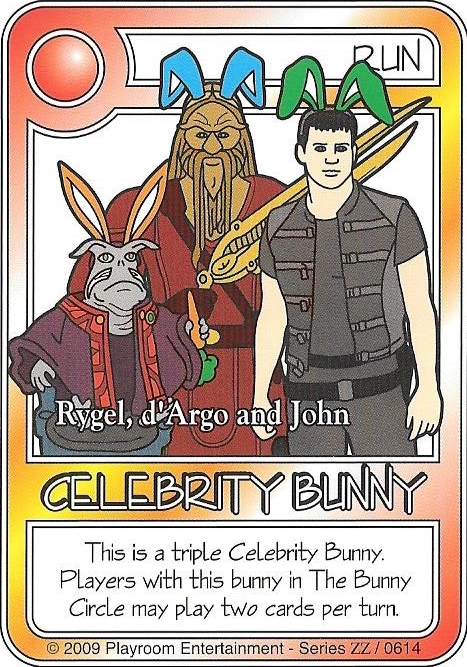 RUN
Rygel, d'Argo and John
CELEBRITY BUNNY
This is a triple Celebrity Bunny.
Players with this bunny in The Bunny
Circle may play two cards per turn.
© 2009 Playroom Entertainment - Series ZZ / 0614